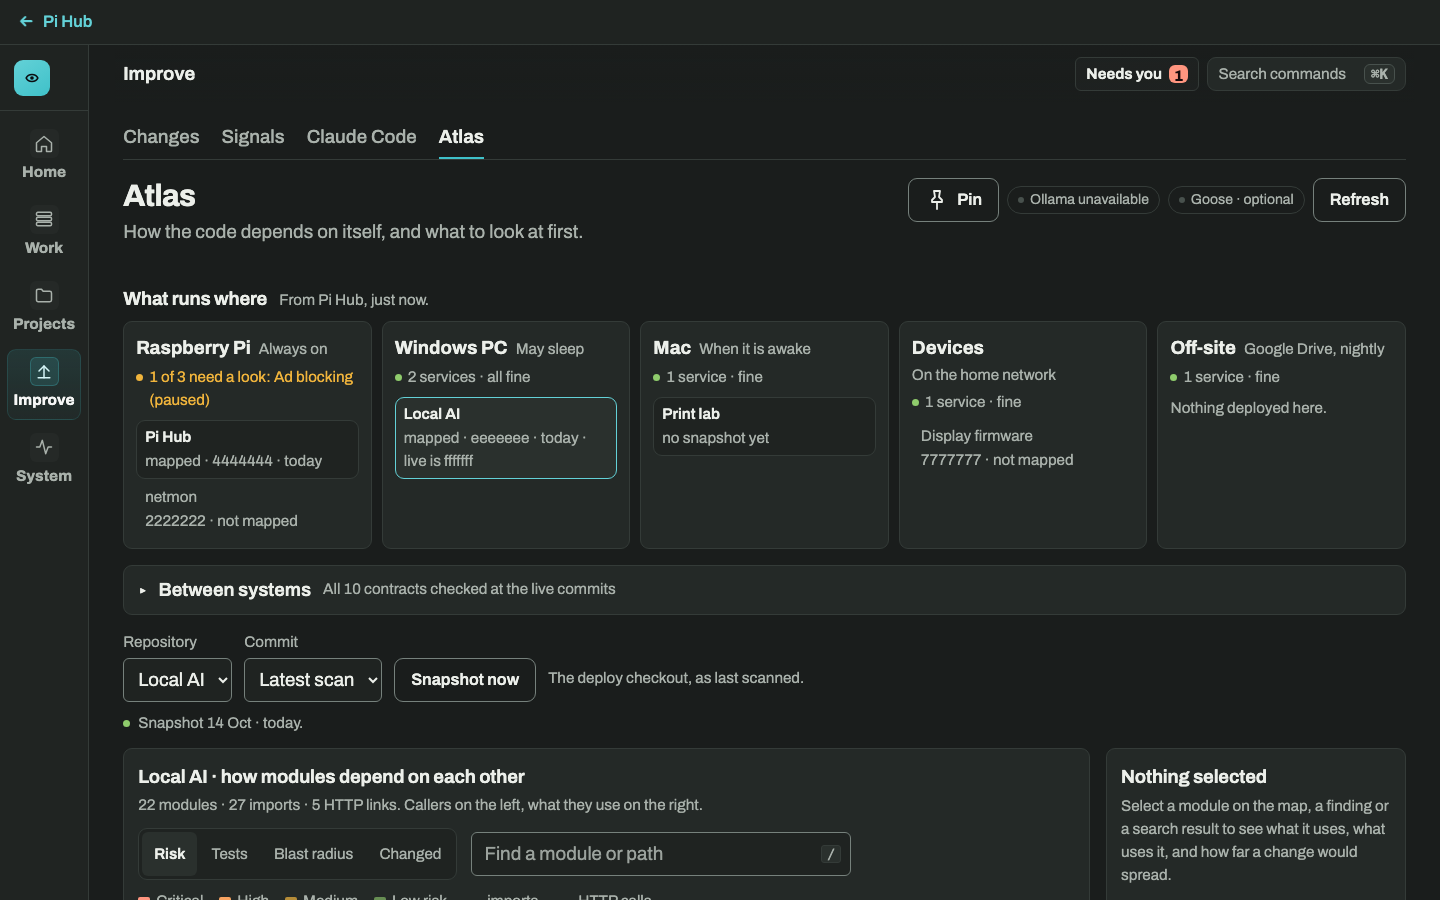 ← Pi Hub
Improve
Needs you 1
Search commands ⌘K
Home
Work
Projects
Improve
System
Changes
Signals
Claude Code
Atlas
Atlas
How the code depends on itself, and what to look at first.
Pin
Ollama unavailable
Goose · optional
Refresh
What runs where From Pi Hub, just now.
Raspberry Pi Always on
1 of 3 need a look: Ad blocking
(paused)
Pi Hub
mapped · 4444444 · today
netmon
2222222 · not mapped
Windows PC May sleep
2 services · all fine
Local AI
mapped · eeeeeee · today ·
live is fffffff
Mac When it is awake
1 service · fine
Print lab
no snapshot yet
Devices
On the home network
1 service · fine
Display firmware
7777777 · not mapped
Off-site Google Drive, nightly
1 service · fine
Nothing deployed here.
Between systems All 10 contracts checked at the live commits
Repository
Commit
Local AI
Latest scan
Snapshot now
The deploy checkout, as last scanned.
Snapshot 14 Oct · today.
Local AI · how modules depend on each other
22 modules · 27 imports · 5 HTTP links. Callers on the left, what they use on the right.
Risk
Tests
Blast radius
Changed
Find a module or path /
Critical High Medium Low risk imports HTTP calls
Nothing selected
Select a module on the map, a finding or
a search result to see what it uses, what
uses it, and how far a change would
spread.